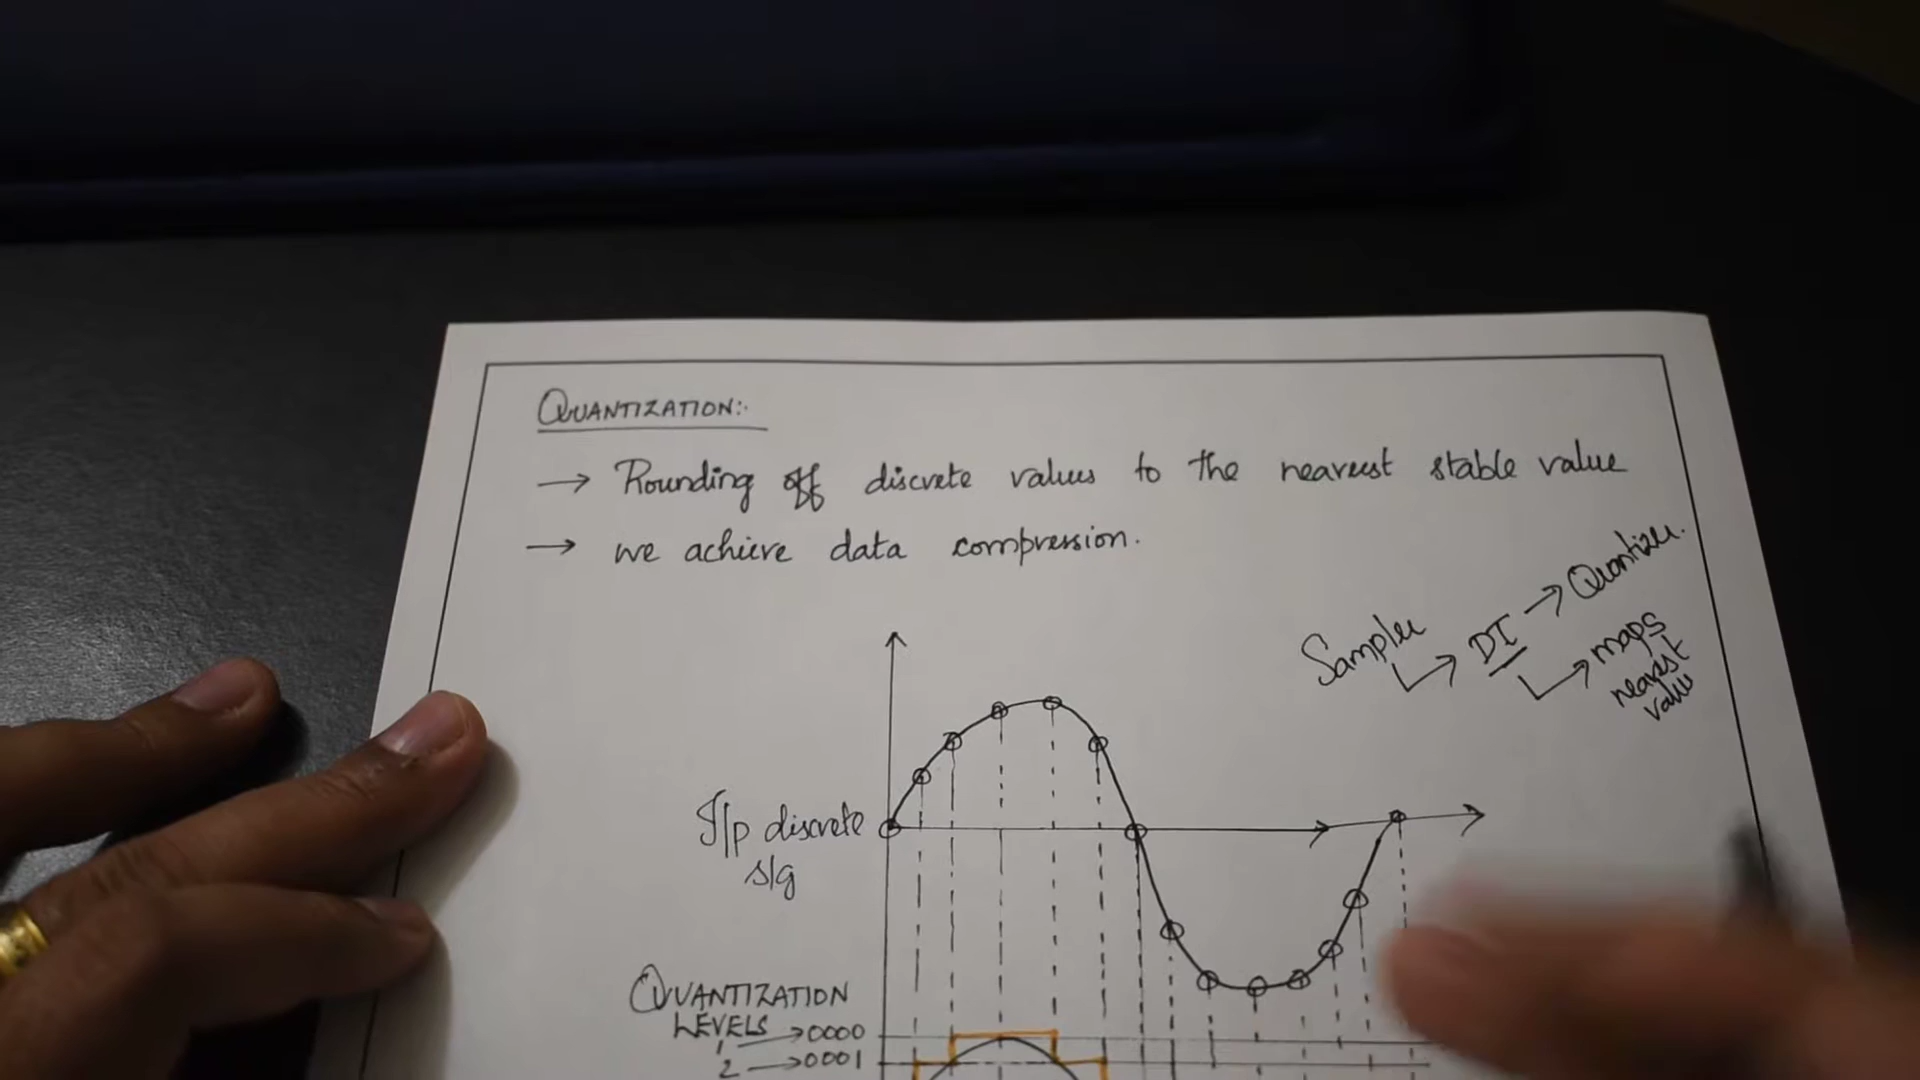 QUANTIZATION:
→ Rounding off discrete values to the nearest stable value
→ we achieve data compression.
Sampler → DT → Quantizer.
→ maps
nearest
value
I/p discrete
s/g
QUANTIZATION
LEVELS
1 → 0000
2 → 0001